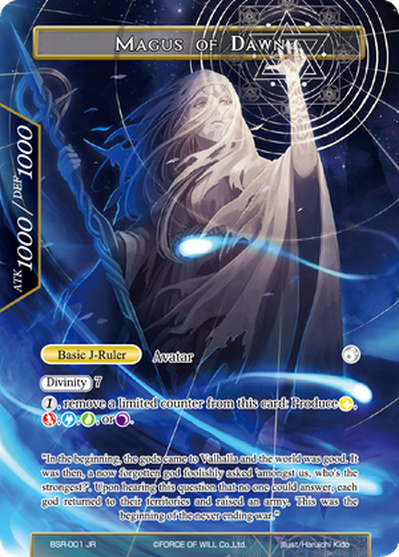 Magus of Dawn
ATK 1000 / DEF 1000
Basic J-Ruler Avatar
Divinity 7
1, remove a limited counter from this card: Produce
, , , or .
"In the beginning, the gods came to Valhalla and the world was good. It
was then, a now forgotten god foolishly asked 'amongst us, who's the
strongest?'. Upon hearing this question that no one could answer, each
god returned to their territories and raised an army. This was the
beginning of the never ending war."
BSR-001 JR ©FORCE OF WILL Co.,Ltd. Illust/Haruichi Kido